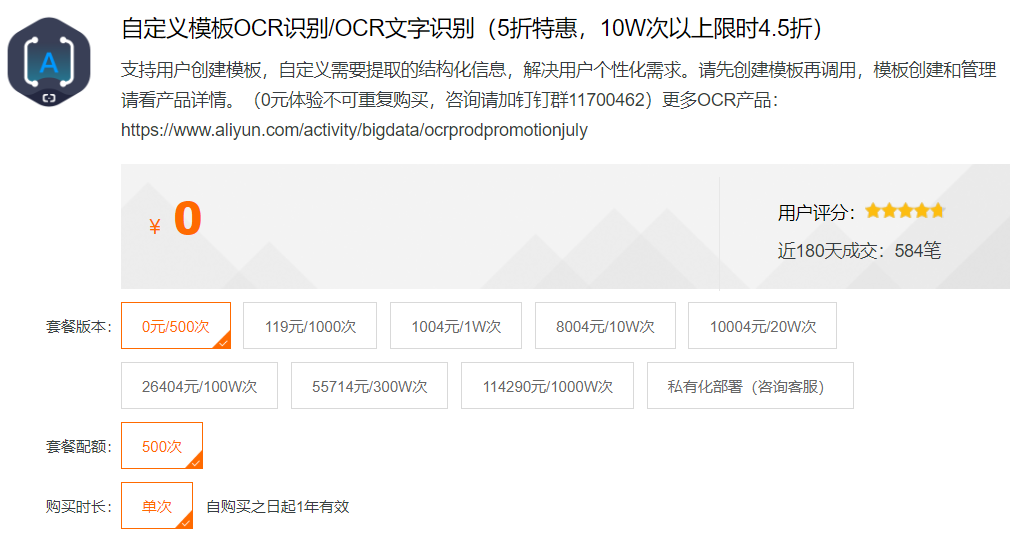 自定义模板OCR识别/OCR文字识别（5折特惠，10W次以上限时4.5折）
支持用户创建模板，自定义需要提取的结构化信息，解决用户个性化需求。请先创建模板再调用，模板创建和管理
请看产品详情。（0元体验不可重复购买，咨询请加钉钉群11700462）更多OCR产品：
https://www.aliyun.com/activity/bigdata/ocrprodpromotionjuly
A
¥ 0
用户评分：
近180天成交：584笔
套餐版本： 0元/500次 119元/1000次 1004元/1W次 8004元/10W次 10004元/20W次
26404元/100W次 55714元/300W次 114290元/1000W次 私有化部署（咨询客服）
套餐配额： 500次
购买时长： 单次 自购买之日起1年有效